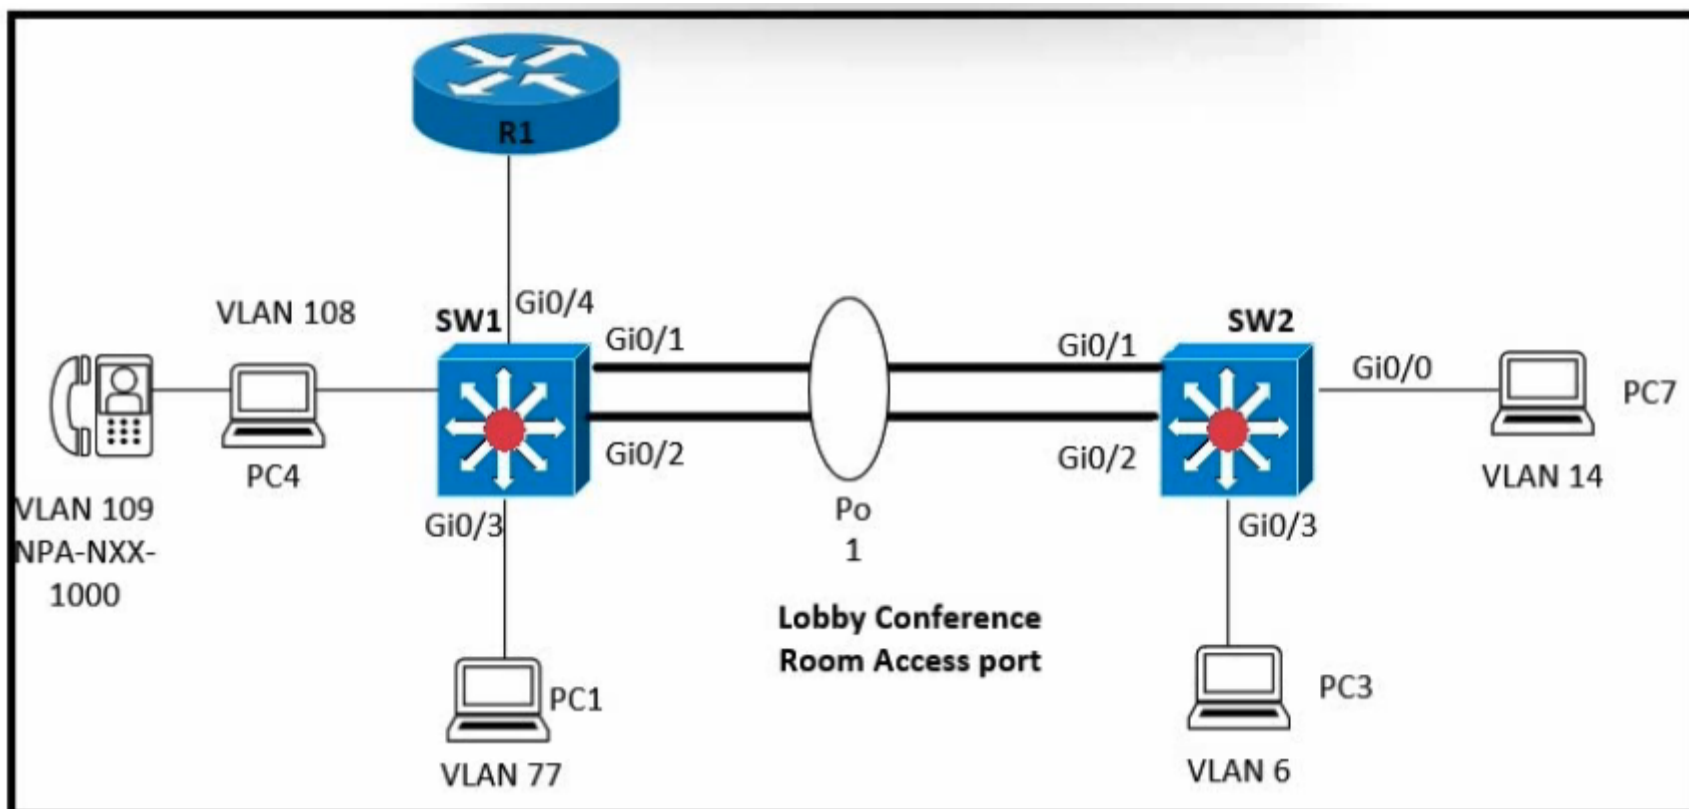 R1
Gi0/4
VLAN 108
SW1
Gi0/1
Gi0/1
SW2
Gi0/0
PC7
PC4
Gi0/2
Gi0/2
VLAN 14
VLAN 109
NPA-NXX-
1000
Gi0/3
Po
1
Gi0/3
Lobby Conference
Room Access port
PC1
VLAN 77
PC3
VLAN 6